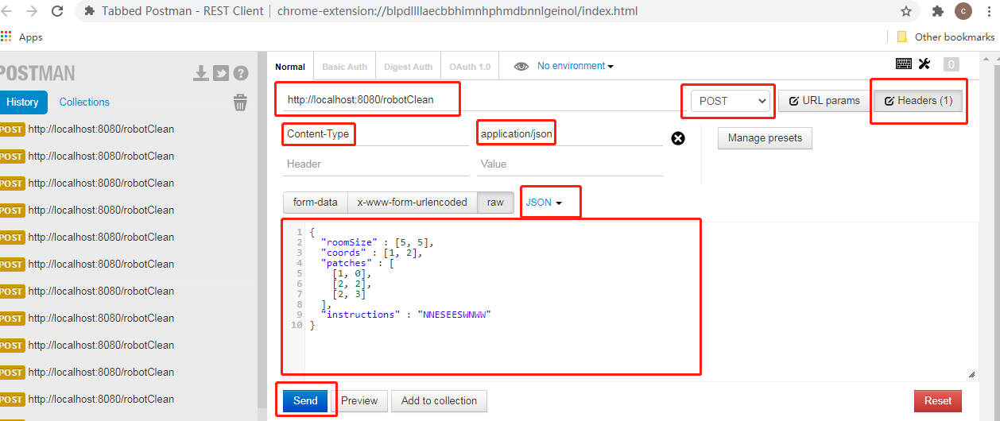 Tabbed Postman - REST Client | chrome-extension://blpdllllaecbbhimnhphmdbnnlgeinol/index.html
c
Apps
Other bookmarks
POSTMAN
Normal
Basic Auth
Digest Auth
OAuth 1.0
No environment
0
History
Collections
http://localhost:8080/robotClean
POST
URL params
Headers (1)
POST http://localhost:8080/robotClean
POST http://localhost:8080/robotClean
POST http://localhost:8080/robotClean
POST http://localhost:8080/robotClean
POST http://localhost:8080/robotClean
POST http://localhost:8080/robotClean
POST http://localhost:8080/robotClean
POST http://localhost:8080/robotClean
POST http://localhost:8080/robotClean
POST http://localhost:8080/robotClean
POST http://localhost:8080/robotClean
Content-Type
application/json
Manage presets
Header
Value
form-data
x-www-form-urlencoded
raw
JSON
1 {
2 "roomSize" : [5, 5],
3 "coords" : [1, 2],
4 "patches" : [
5 [1, 0],
6 [2, 2],
7 [2, 3]
8 ],
9 "instructions" : "NNESEESWNWW"
10 }
Send
Preview
Add to collection
Reset